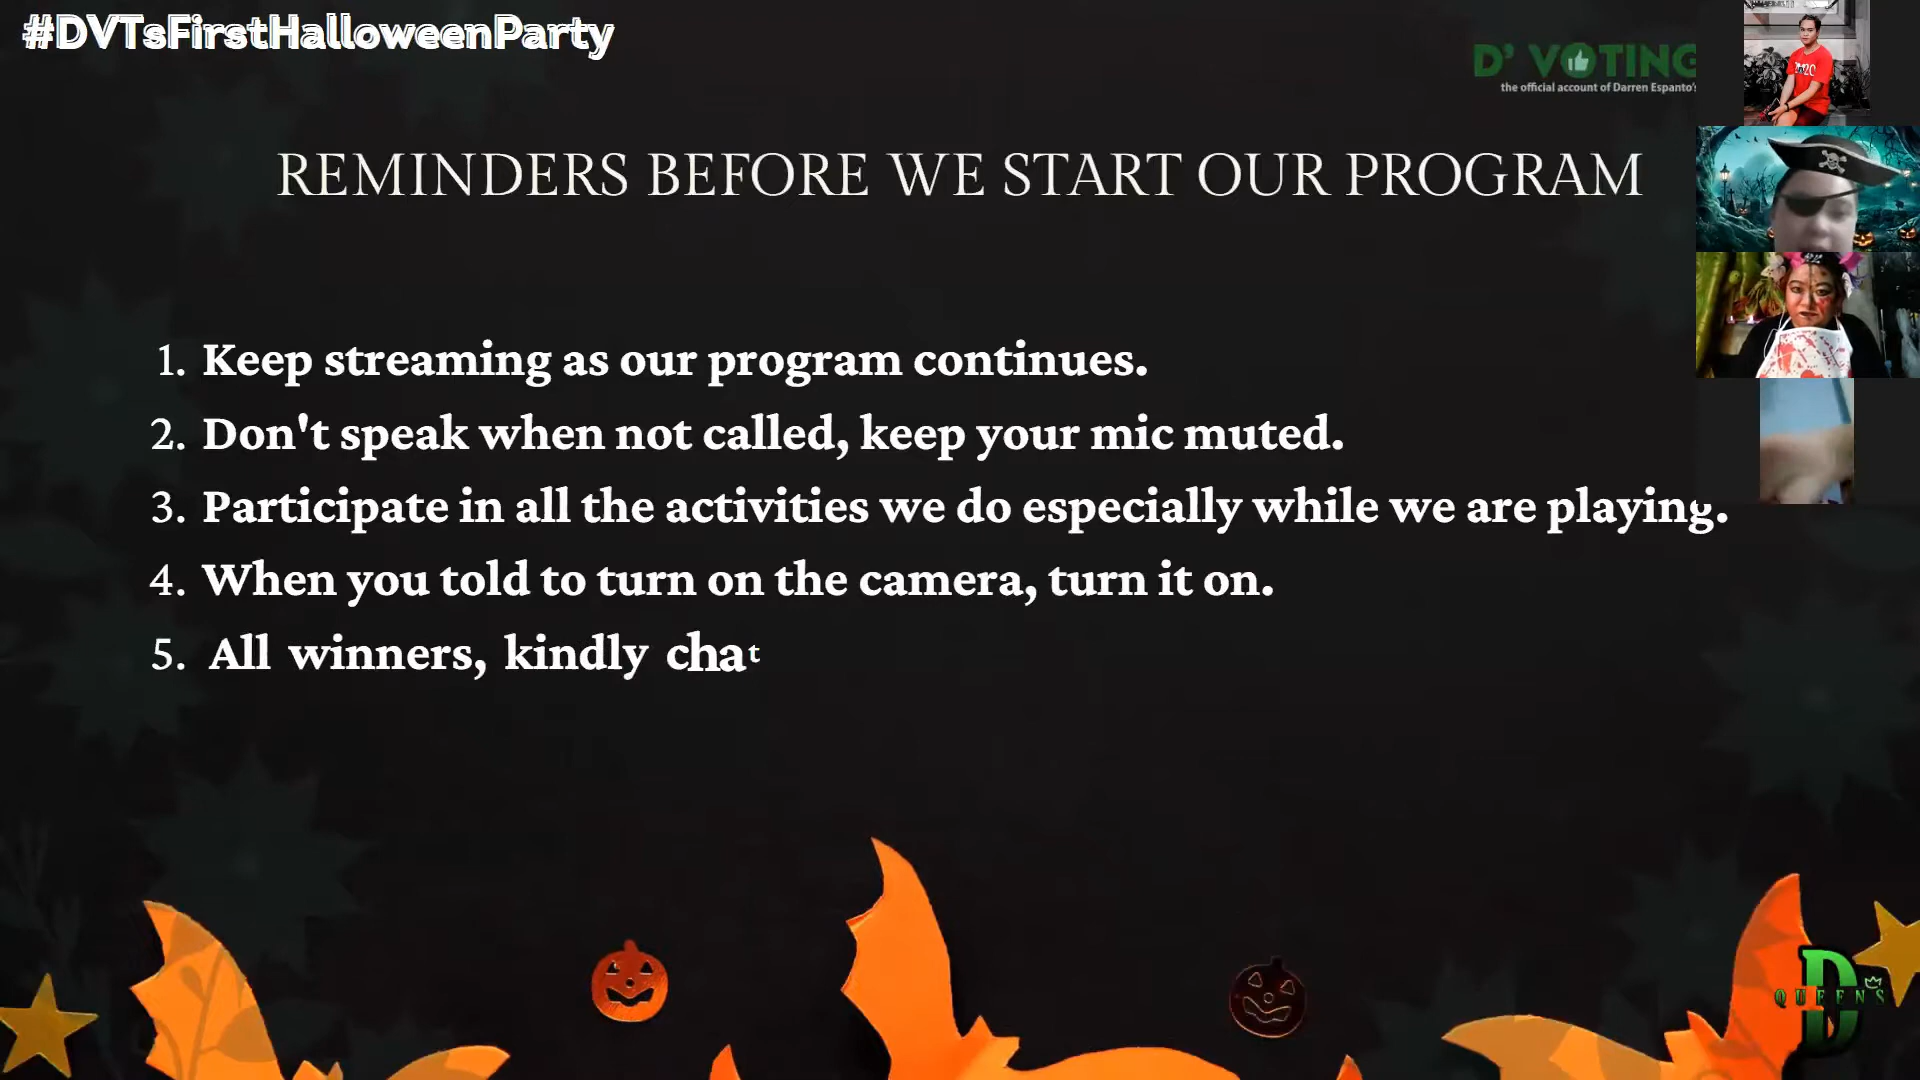 #DVTsFirstHalloweenParty
D' VOTING
the official account of Darren Espanto's
REMINDERS BEFORE WE START OUR PROGRAM
1. Keep streaming as our program continues.
2. Don't speak when not called, keep your mic muted.
3. Participate in all the activities we do especially while we are playing.
4. When you told to turn on the camera, turn it on.
5. All winners, kindly chat
D
QUEENS